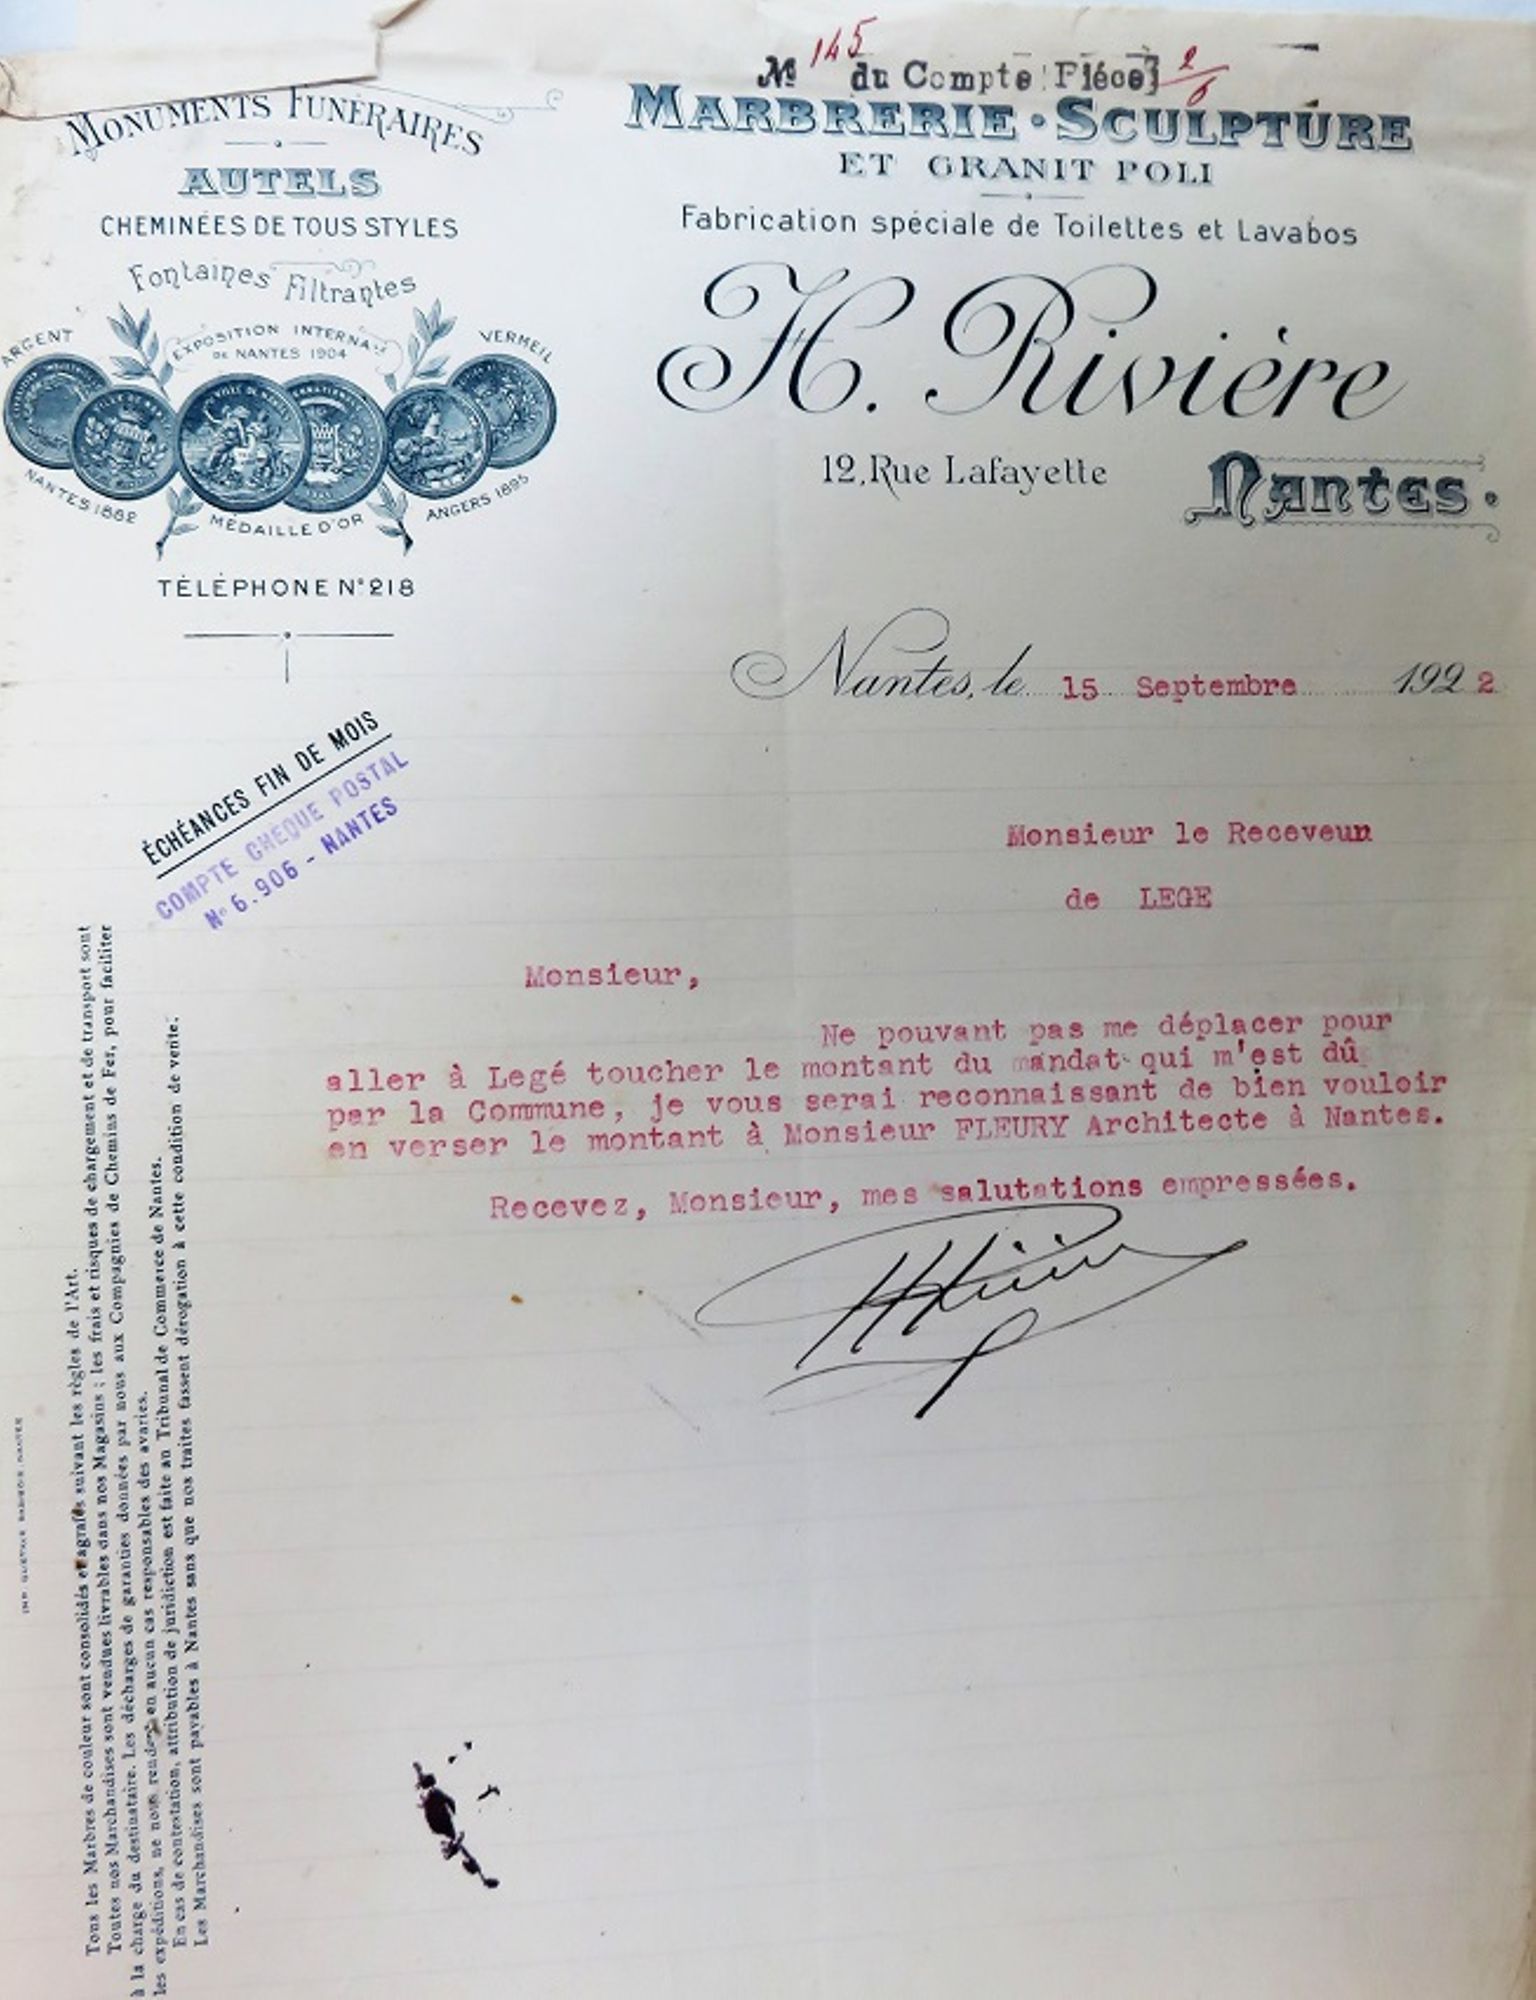 № 145 du Compte Pièce 2/6
MONUMENTS FUNÉRAIRES
AUTELS
CHEMINÉES DE TOUS STYLES
Fontaines Filtrantes
ARGENT
EXPOSITION INTERNA.LE
DE NANTES 1904
VERMEIL
NANTES 1882
MÉDAILLE D'OR
ANGERS 1895
TÉLÉPHONE N° 218
MARBRERIE • SCULPTURE
ET GRANIT POLI
Fabrication spéciale de Toilettes et Lavabos
H. Rivière
12, Rue Lafayette
Nantes.
Nantes, le 15 Septembre 1922
ÉCHÉANCES FIN DE MOIS
COMPTE CHEQUE POSTAL
N° 6.906 - NANTES
Monsieur le Receveur
de LEGE
Monsieur,
Ne pouvant pas me déplacer pour
aller à Legé toucher le montant du mandat qui m'est dû
par la Commune, je vous serai reconnaissant de bien vouloir
en verser le montant à Monsieur FLEURY Architecte à Nantes.
Recevez, Monsieur, mes salutations empressées.
HRivière
Tous les Marbres de couleur sont consolidés et agrafés suivant les règles de l'Art.
Toutes nos Marchandises sont vendues livrables dans nos Magasins ; les frais et risques de chargement et de transport sont
à la charge du destinataire. Les décharges de garanties données par nous aux Compagnies de Chemins de Fer, pour faciliter
les expéditions, ne nous rendent en aucun cas responsables des avaries.
En cas de contestation, attribution de juridiction est faite au Tribunal de Commerce de Nantes.
Les Marchandises sont payables à Nantes sans que nos traites fassent dérogation à cette condition de vente.
IMP. GUSTAVE NANTES